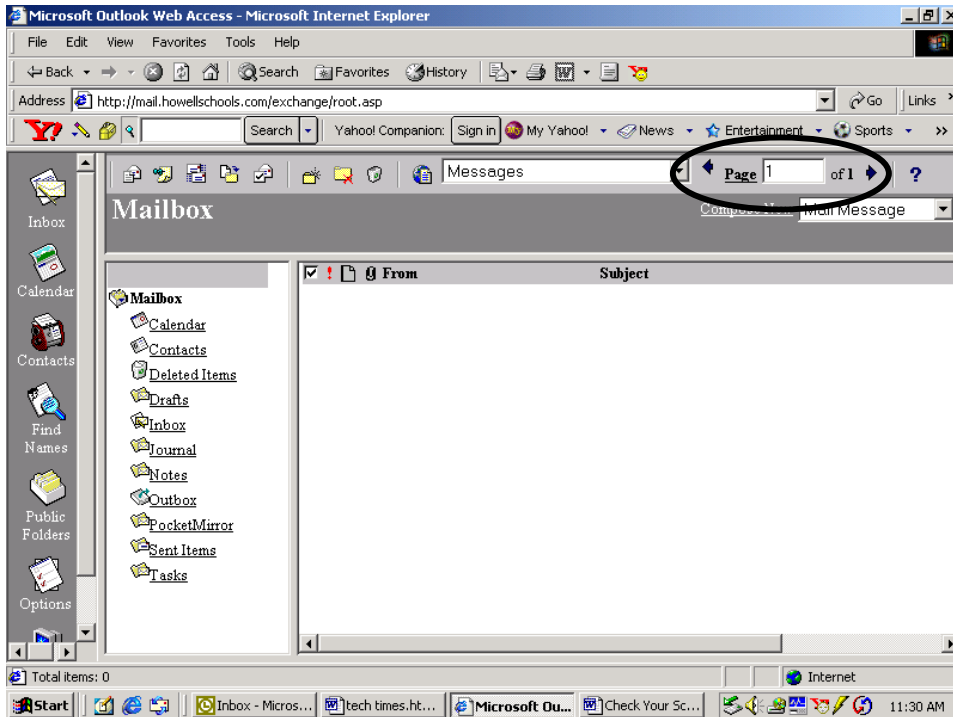 Microsoft Outlook Web Access - Microsoft Internet Explorer
File Edit View Favorites Tools Help
Back Search Favorites History
Address http://mail.howellschools.com/exchange/root.asp Go Links
Y! Search Yahoo! Companion: Sign in My Yahoo! News Entertainment Sports
Messages Page 1 of 1 ?
Mailbox
Compose New Mail Message
Inbox
Calendar
Contacts
Find
Names
Public
Folders
Options
From Subject
Mailbox
Calendar
Contacts
Deleted Items
Drafts
Inbox
Journal
Notes
Outbox
PocketMirror
Sent Items
Tasks
Total items: 0 Internet
Start Inbox - Micros... tech times.ht... Microsoft Ou... Check Your Sc... 11:30 AM